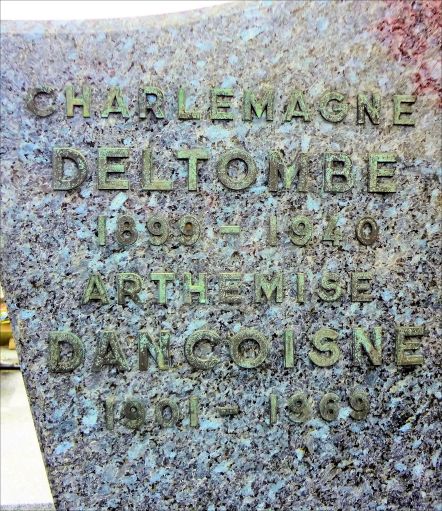 CHARLEMAGNE
DELTOMBE
1899 - 1940
ARTHEMISE
DANCOISNE
1901 - 1969